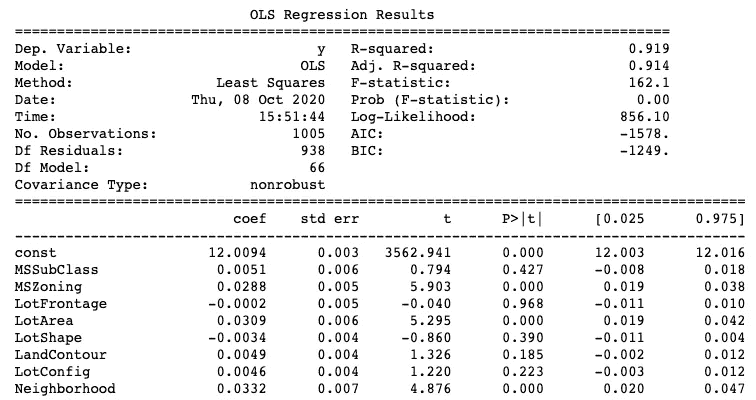 OLS Regression Results
==============================================================================
Dep. Variable: y R-squared: 0.919
Model: OLS Adj. R-squared: 0.914
Method: Least Squares F-statistic: 162.1
Date: Thu, 08 Oct 2020 Prob (F-statistic): 0.00
Time: 15:51:44 Log-Likelihood: 856.10
No. Observations: 1005 AIC: -1578.
Df Residuals: 938 BIC: -1249.
Df Model: 66
Covariance Type: nonrobust
=================================================================================
coef std err t P>|t| [0.025 0.975]
---------------------------------------------------------------------------------
const 12.0094 0.003 3562.941 0.000 12.003 12.016
MSSubClass 0.0051 0.006 0.794 0.427 -0.008 0.018
MSZoning 0.0288 0.005 5.903 0.000 0.019 0.038
LotFrontage -0.0002 0.005 -0.040 0.968 -0.011 0.010
LotArea 0.0309 0.006 5.295 0.000 0.019 0.042
LotShape -0.0034 0.004 -0.860 0.390 -0.011 0.004
LandContour 0.0049 0.004 1.326 0.185 -0.002 0.012
LotConfig 0.0046 0.004 1.220 0.223 -0.003 0.012
Neighborhood 0.0332 0.007 4.876 0.000 0.020 0.047